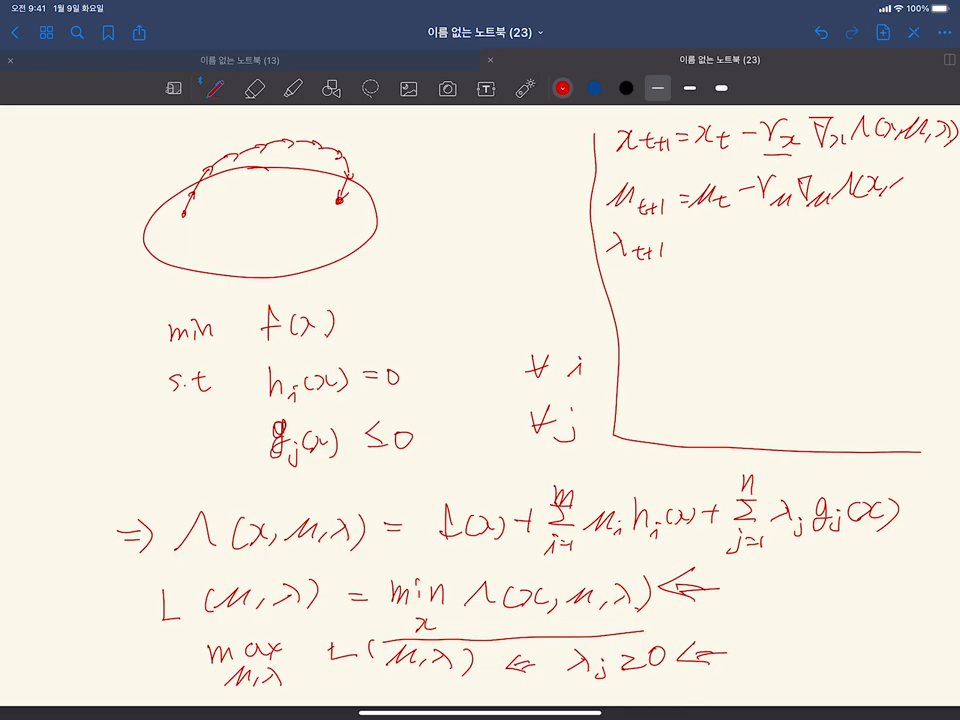 오전 9:41 1월 9일 화요일
100%
이름 없는 노트북 (23)
이름 없는 노트북 (13)
이름 없는 노트북 (23)
x_{t+1} = x_t - γ_x ∇_x Λ(x, μ, λ)
μ_{t+1} = μ_t - γ_μ ∇_μ Λ(x,
λ_{t+1}
min f(x)
s.t h_i(x) = 0 ∀ i
g_j(x) ≤ 0 ∀ j
⇒ Λ(x, μ, λ) = f(x) + Σ_{i=1}^{m} μ_i h_i(x) + Σ_{j=1}^{n} λ_j g_j(x)
L(μ, λ) = min_x Λ(x, μ, λ) ⇐
max_{μ,λ} L(μ, λ) ⇐ λ_j ≥ 0 ⇐